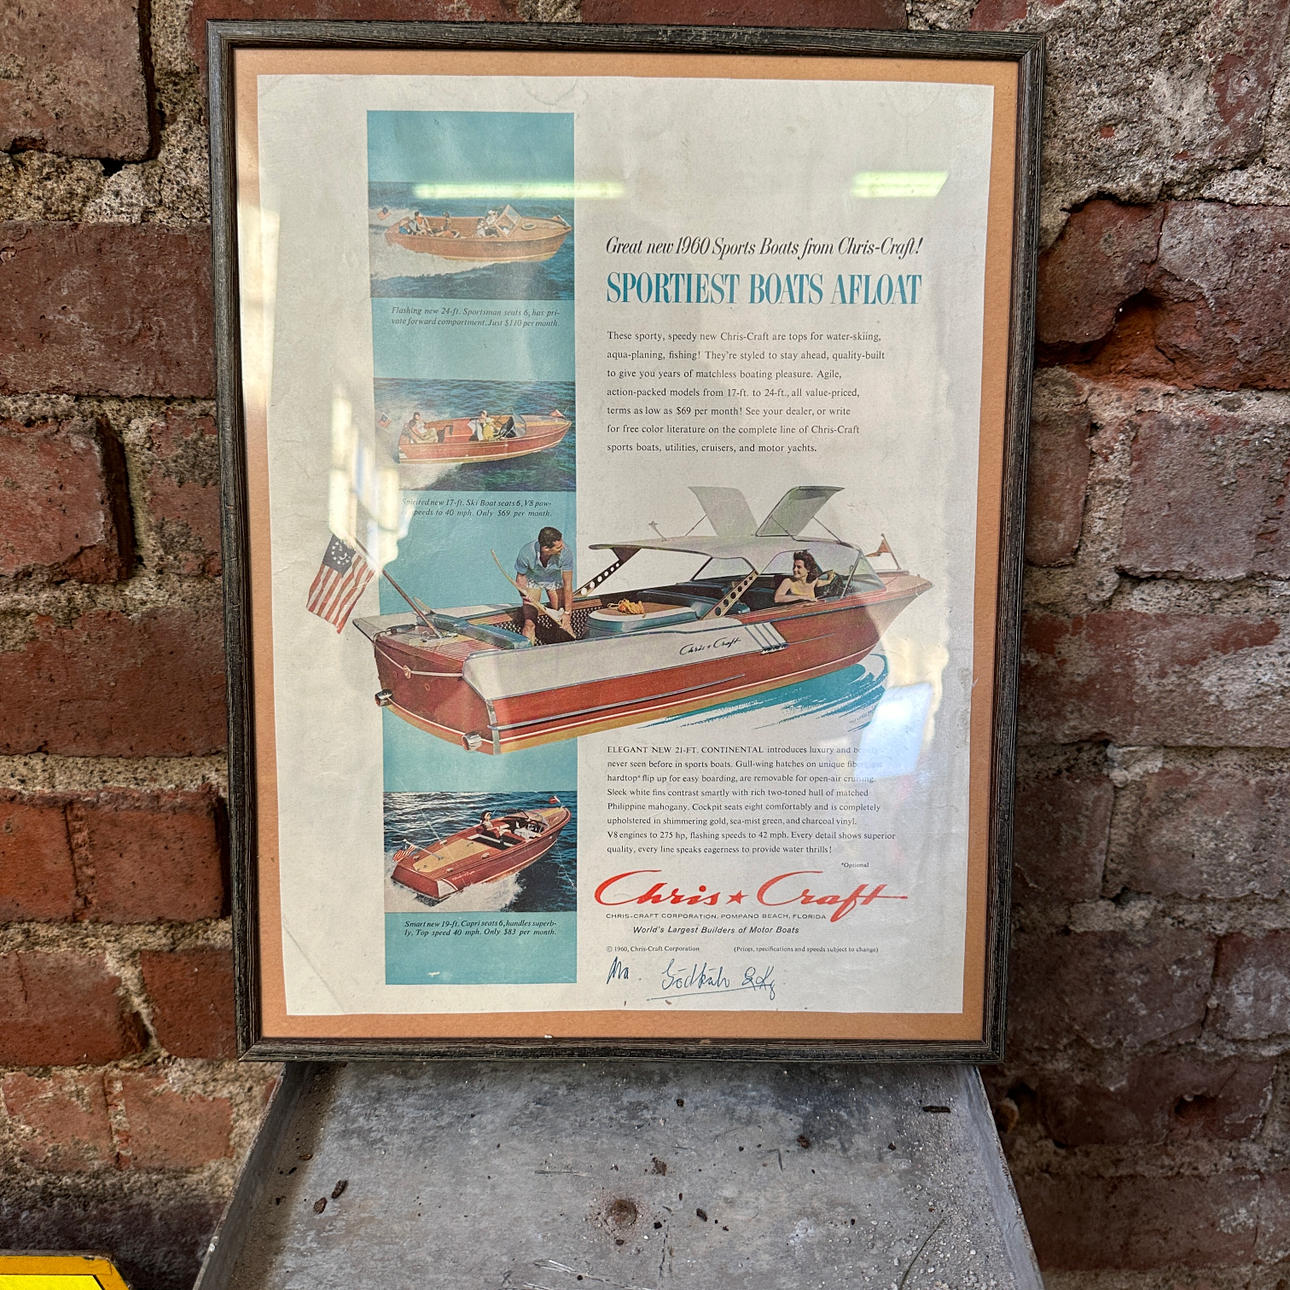 Flashing new 24-ft. Sportsman seats 6, has pri-
vate forward compartment. Just $110 per month.
Spirited new 17-ft. Ski Boat seats 6, V8 pow-
speeds to 40 mph. Only $69 per month.
Smart new 19-ft. Capri seats 6, handles superb-
ly. Top speed 40 mph. Only $83 per month.
Great new 1960 Sports Boats from Chris-Craft!
SPORTIEST BOATS AFLOAT
These sporty, speedy new Chris-Craft are tops for water-skiing,
aqua-planing, fishing! They're styled to stay ahead, quality-built
to give you years of matchless boating pleasure. Agile,
action-packed models from 17-ft. to 24-ft., all value-priced,
terms as low as $69 per month! See your dealer, or write
for free color literature on the complete line of Chris-Craft
sports boats, utilities, cruisers, and motor yachts.
Chris Craft
ELEGANT NEW 21-FT. CONTINENTAL introduces luxury and beauty
never seen before in sports boats. Gull-wing hatches on unique fiberglass
hardtop* flip up for easy boarding, are removable for open-air cruising.
Sleek white fins contrast smartly with rich two-toned hull of matched
Philippine mahogany. Cockpit seats eight comfortably and is completely
upholstered in shimmering gold, sea-mist green, and charcoal vinyl.
V8 engines to 275 hp, flashing speeds to 42 mph. Every detail shows superior
quality, every line speaks eagerness to provide water thrills!
*Optional
Chris★Craft
CHRIS-CRAFT CORPORATION, POMPANO BEACH, FLORIDA
World's Largest Builders of Motor Boats
© 1960, Chris-Craft Corporation (Prices, specifications and speeds subject to change)